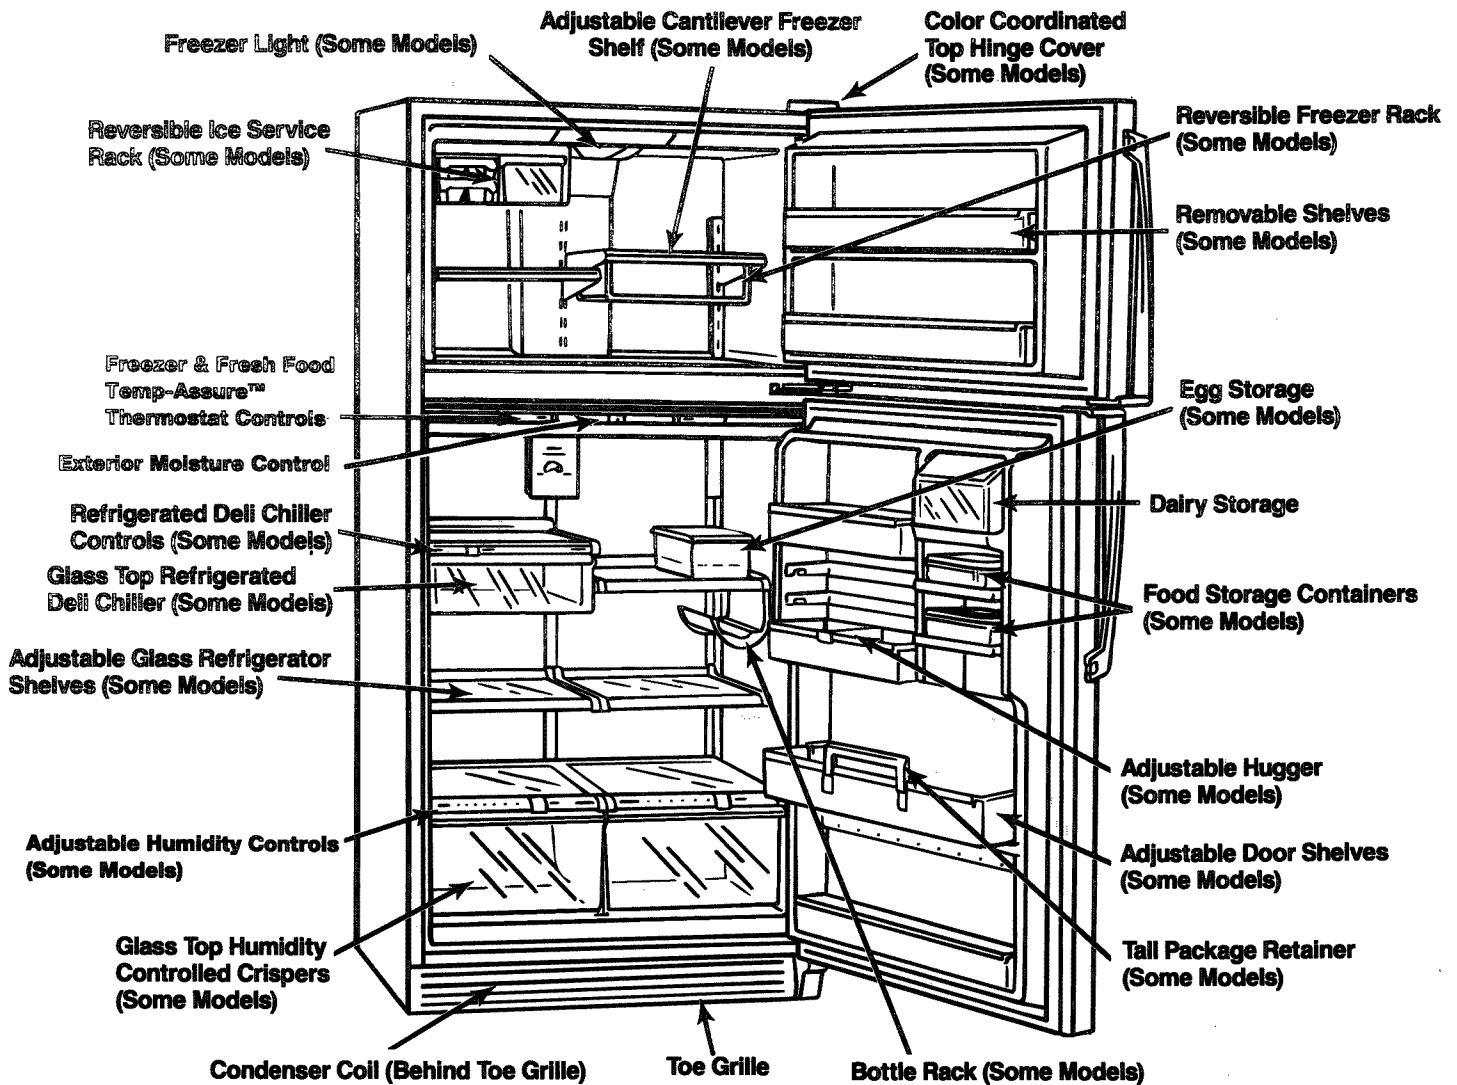 Freezer Light (Some Models)
Adjustable Cantilever Freezer
Shelf (Some Models)
Color Coordinated
Top Hinge Cover
(Some Models)
Reversible Ice Service
Rack (Some Models)
Reversible Freezer Rack
(Some Models)
Removable Shelves
(Some Models)
Freezer & Fresh Food
Temp-Assure™
Thermostat Controls
Exterior Moisture Control
Egg Storage
(Some Models)
Refrigerated Deli Chiller
Controls (Some Models)
Dairy Storage
Glass Top Refrigerated
Deli Chiller (Some Models)
Food Storage Containers
(Some Models)
Adjustable Glass Refrigerator
Shelves (Some Models)
Adjustable Hugger
(Some Models)
Adjustable Humidity Controls
(Some Models)
Adjustable Door Shelves
(Some Models)
Glass Top Humidity
Controlled Crispers
(Some Models)
Tall Package Retainer
(Some Models)
Condenser Coil (Behind Toe Grille)
Toe Grille
Bottle Rack (Some Models)